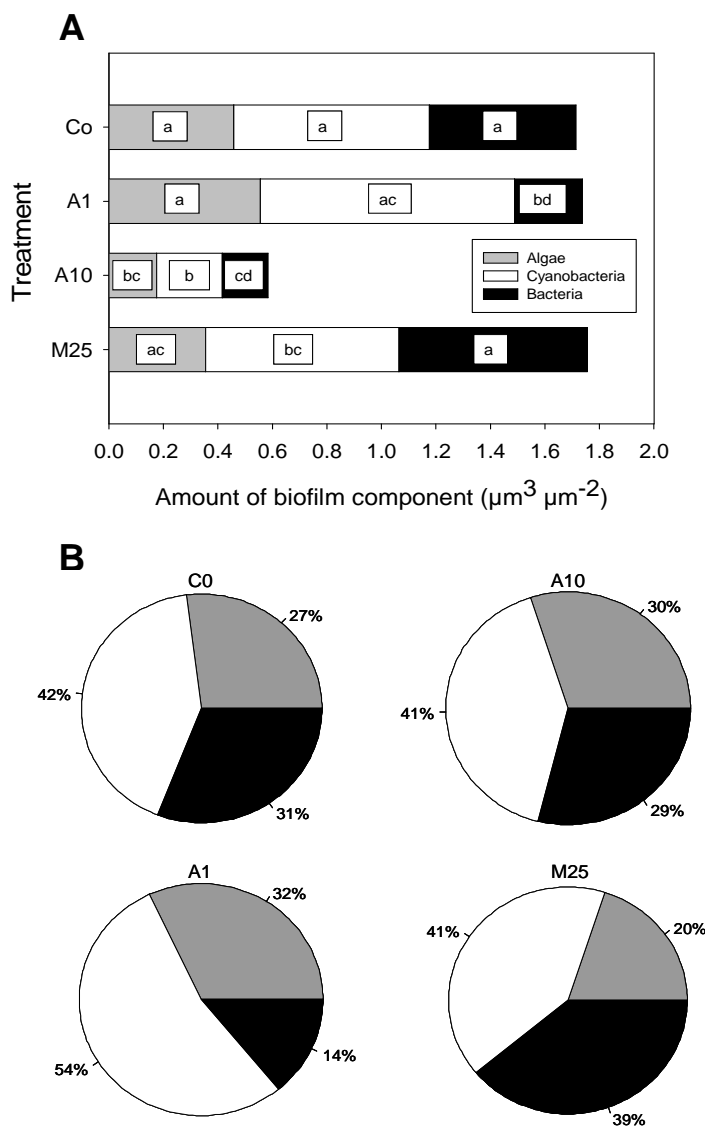 A
Treatment
Co
a
a
a
A1
a
ac
bd
A10
bc
b
cd
M25
ac
bc
a
Algae
Cyanobacteria
Bacteria
0.0 0.2 0.4 0.6 0.8 1.0 1.2 1.4 1.6 1.8 2.0
Amount of biofilm component (µm³ µm⁻²)
B
C0
27%
42%
31%
A10
30%
41%
29%
A1
32%
54%
14%
M25
20%
41%
39%